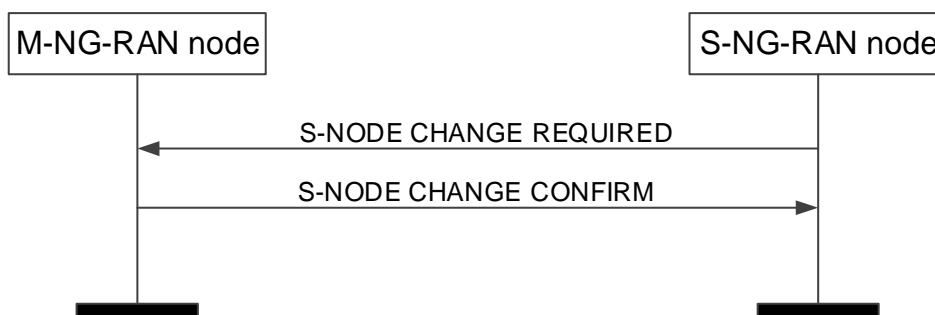 M-NG-RAN node
S-NG-RAN node
S-NODE CHANGE REQUIRED
S-NODE CHANGE CONFIRM